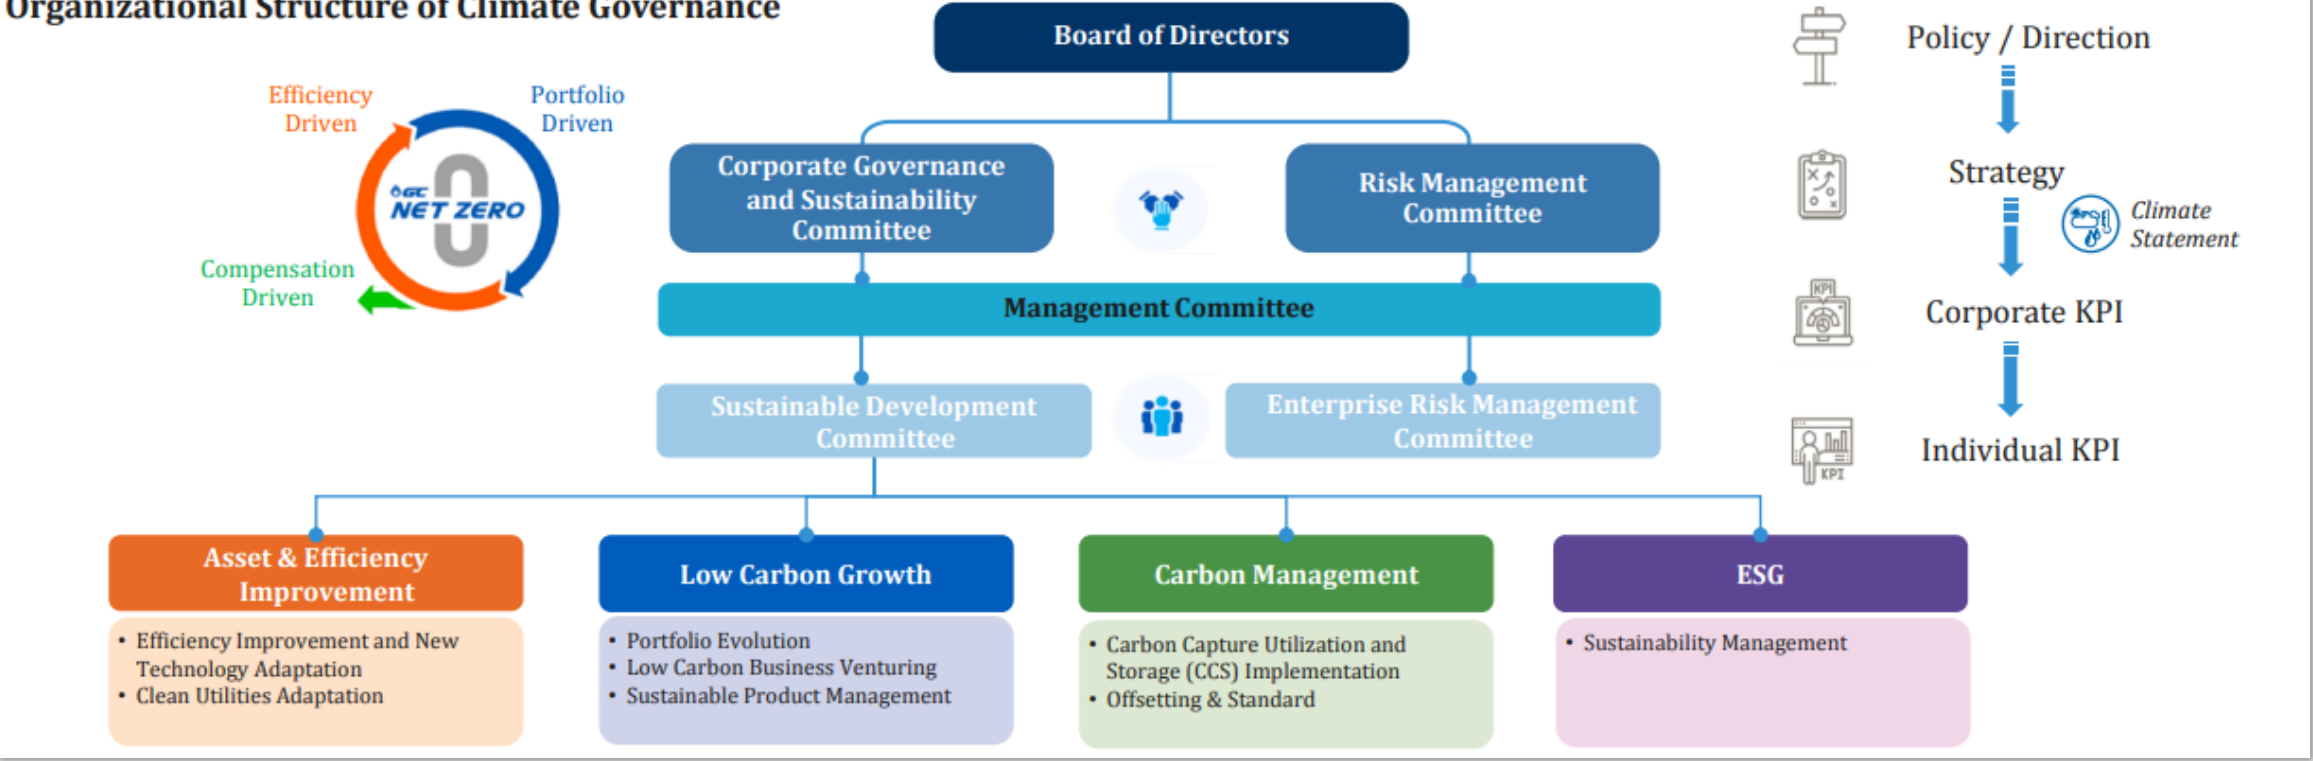 Organizational Structure of Climate Governance
Board of Directors
Policy / Direction
Efficiency
Driven
Portfolio
Driven
GC
NET ZERO
Compensation
Driven
Corporate Governance
and Sustainability
Committee
Risk Management
Committee
Strategy
Climate
Statement
Management Committee
KPI
Corporate KPI
Sustainable Development
Committee
Enterprise Risk Management
Committee
KPI
Individual KPI
Asset & Efficiency
Improvement
• Efficiency Improvement and New
Technology Adaptation
• Clean Utilities Adaptation
Low Carbon Growth
• Portfolio Evolution
• Low Carbon Business Venturing
• Sustainable Product Management
Carbon Management
• Carbon Capture Utilization and
Storage (CCS) Implementation
• Offsetting & Standard
ESG
• Sustainability Management